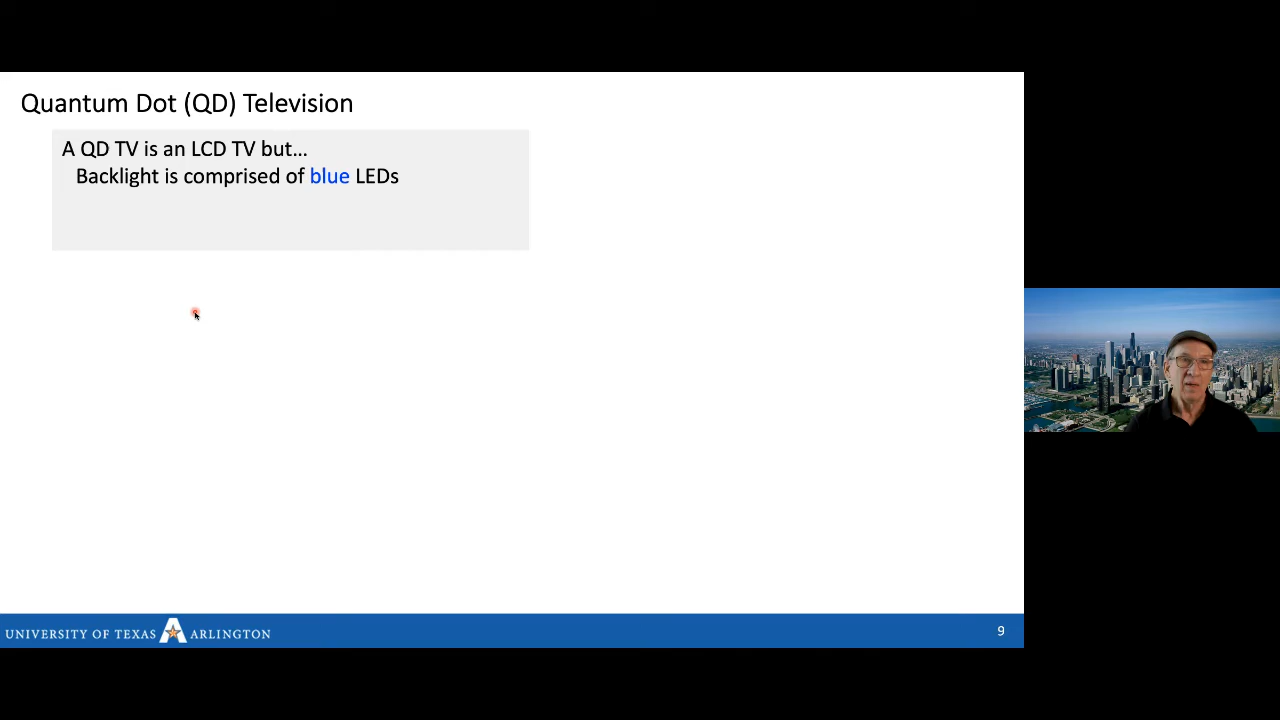 Quantum Dot (QD) Television
A QD TV is an LCD TV but...
Backlight is comprised of blue LEDs
UNIVERSITY OF TEXAS ARLINGTON
9